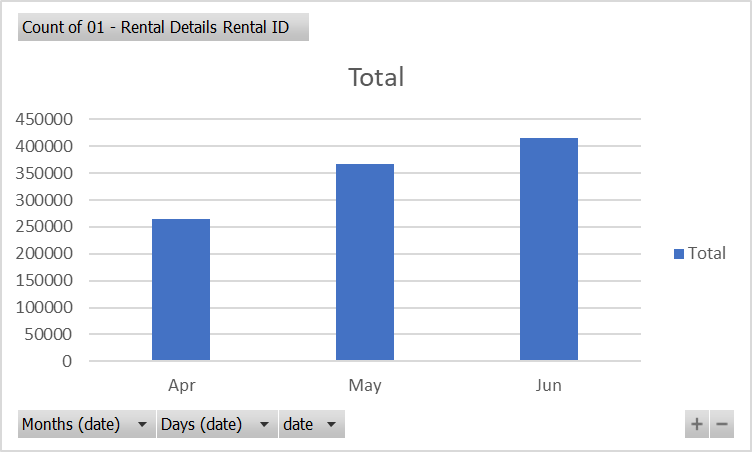 Count of 01 - Rental Details Rental ID
Total
450000
400000
350000
300000
250000
200000
150000
100000
50000
0
Apr May Jun
Total
Months (date) Days (date) date
+ −